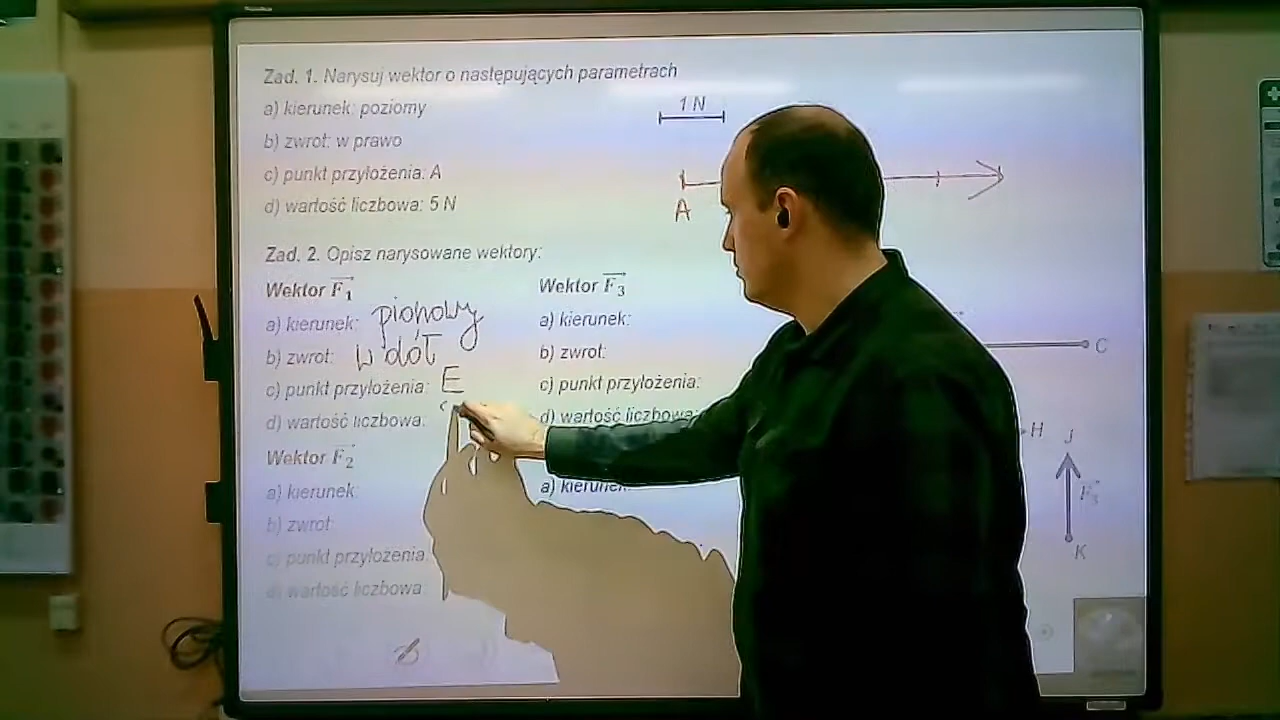 Zad. 1. Narysuj wektor o następujących parametrach
a) kierunek: poziomy
b) zwrot: w prawo
c) punkt przyłożenia: A
d) wartość liczbowa: 5 N
1 N
A
Zad. 2. Opisz narysowane wektory:
Wektor F1
a) kierunek: pionowy
b) zwrot: w dół
c) punkt przyłożenia: E
d) wartość liczbowa:
Wektor F2
a) kierunek:
b) zwrot:
c) punkt przyłożenia:
d) wartość liczbowa:
Wektor F3
a) kierunek:
b) zwrot:
c) punkt przyłożenia:
d) wartość liczbowa:
a) kierunek:
C
H
J
F3
K